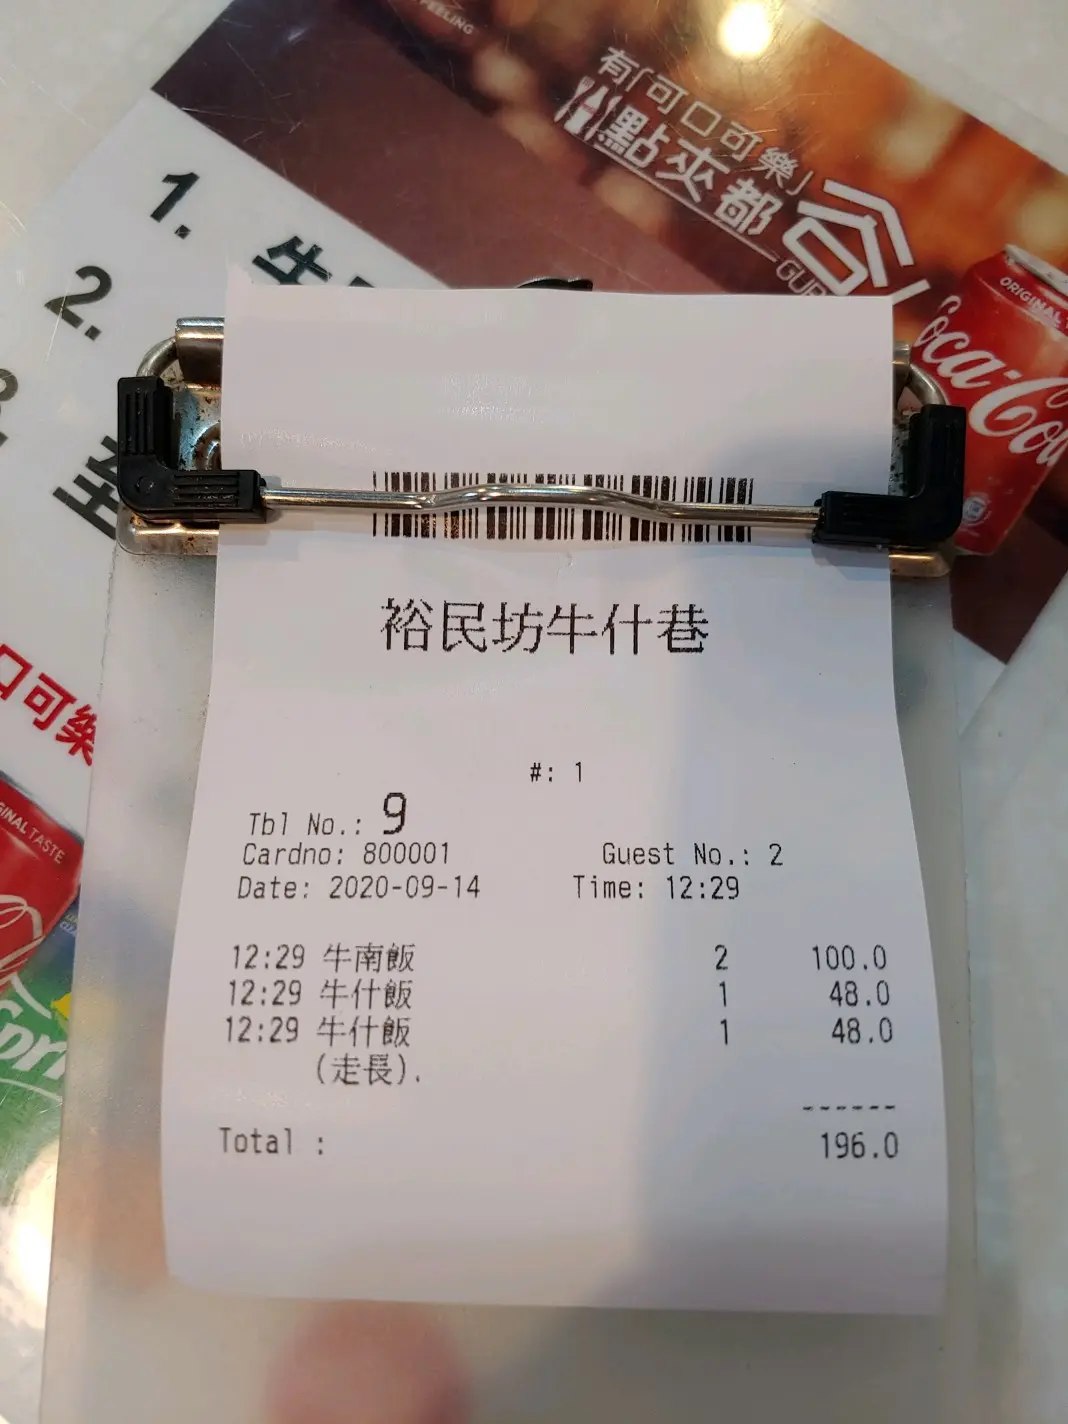 FEELING
有「可口可樂」
點夾都 合
1.
2.
ORIGINAL
Coca-Cola
裕民坊牛什巷
#: 1
Tbl No.: 9
Cardno: 800001 Guest No.: 2
Date: 2020-09-14 Time: 12:29
12:29 牛南飯 2 100.0
12:29 牛什飯 1 48.0
12:29 牛什飯 1 48.0
(走長).
------
Total : 196.0
口可樂
TASTE